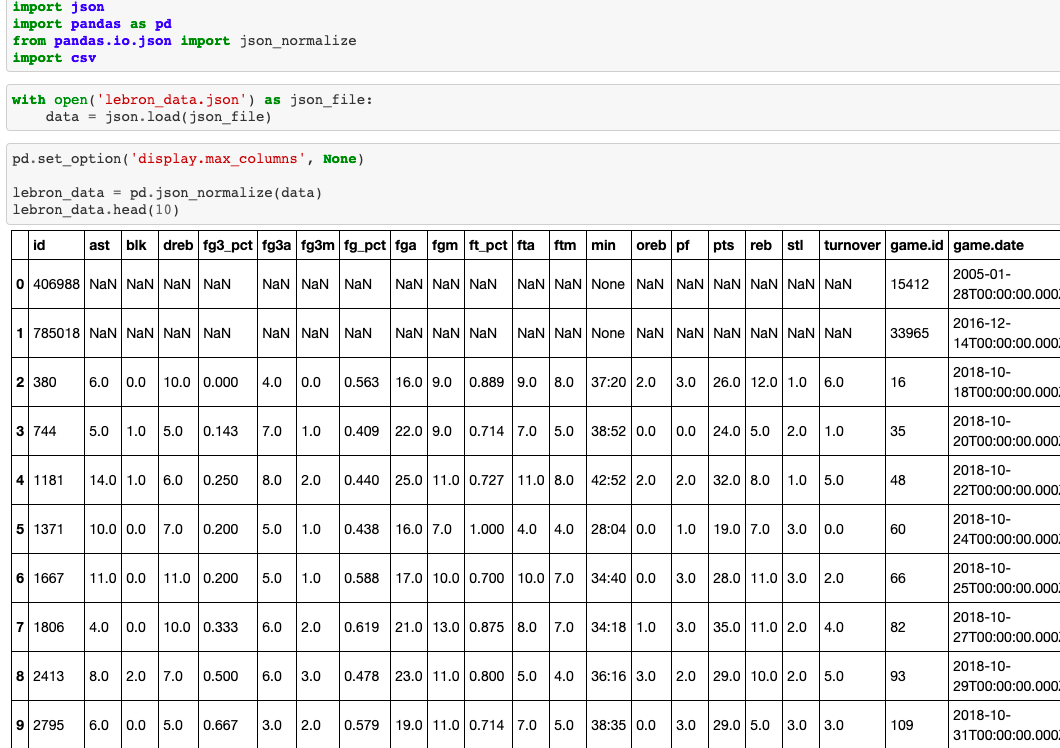 import json
import pandas as pd
from pandas.io.json import json_normalize
import csv
with open('lebron_data.json') as json_file:
    data = json.load(json_file)
pd.set_option('display.max_columns', None)
lebron_data = pd.json_normalize(data)
lebron_data.head(10)
id ast blk dreb fg3_pct fg3a fg3m fg_pct fga fgm ft_pct fta ftm min oreb pf pts reb stl turnover game.id game.date
0 406988 NaN NaN NaN NaN NaN NaN NaN NaN NaN NaN NaN NaN None NaN NaN NaN NaN NaN NaN 15412 2005-01-
28T00:00:00.000Z
1 785018 NaN NaN NaN NaN NaN NaN NaN NaN NaN NaN NaN NaN None NaN NaN NaN NaN NaN NaN 33965 2016-12-
14T00:00:00.000Z
2 380 6.0 0.0 10.0 0.000 4.0 0.0 0.563 16.0 9.0 0.889 9.0 8.0 37:20 2.0 3.0 26.0 12.0 1.0 6.0 16 2018-10-
18T00:00:00.000Z
3 744 5.0 1.0 5.0 0.143 7.0 1.0 0.409 22.0 9.0 0.714 7.0 5.0 38:52 0.0 0.0 24.0 5.0 2.0 1.0 35 2018-10-
20T00:00:00.000Z
4 1181 14.0 1.0 6.0 0.250 8.0 2.0 0.440 25.0 11.0 0.727 11.0 8.0 42:52 2.0 2.0 32.0 8.0 1.0 5.0 48 2018-10-
22T00:00:00.000Z
5 1371 10.0 0.0 7.0 0.200 5.0 1.0 0.438 16.0 7.0 1.000 4.0 4.0 28:04 0.0 1.0 19.0 7.0 3.0 0.0 60 2018-10-
24T00:00:00.000Z
6 1667 11.0 0.0 11.0 0.200 5.0 1.0 0.588 17.0 10.0 0.700 10.0 7.0 34:40 0.0 3.0 28.0 11.0 3.0 2.0 66 2018-10-
25T00:00:00.000Z
7 1806 4.0 0.0 10.0 0.333 6.0 2.0 0.619 21.0 13.0 0.875 8.0 7.0 34:18 1.0 3.0 35.0 11.0 2.0 4.0 82 2018-10-
27T00:00:00.000Z
8 2413 8.0 2.0 7.0 0.500 6.0 3.0 0.478 23.0 11.0 0.800 5.0 4.0 36:16 3.0 2.0 29.0 10.0 2.0 5.0 93 2018-10-
29T00:00:00.000Z
9 2795 6.0 0.0 5.0 0.667 3.0 2.0 0.579 19.0 11.0 0.714 7.0 5.0 38:35 0.0 3.0 29.0 5.0 3.0 3.0 109 2018-10-
31T00:00:00.000Z